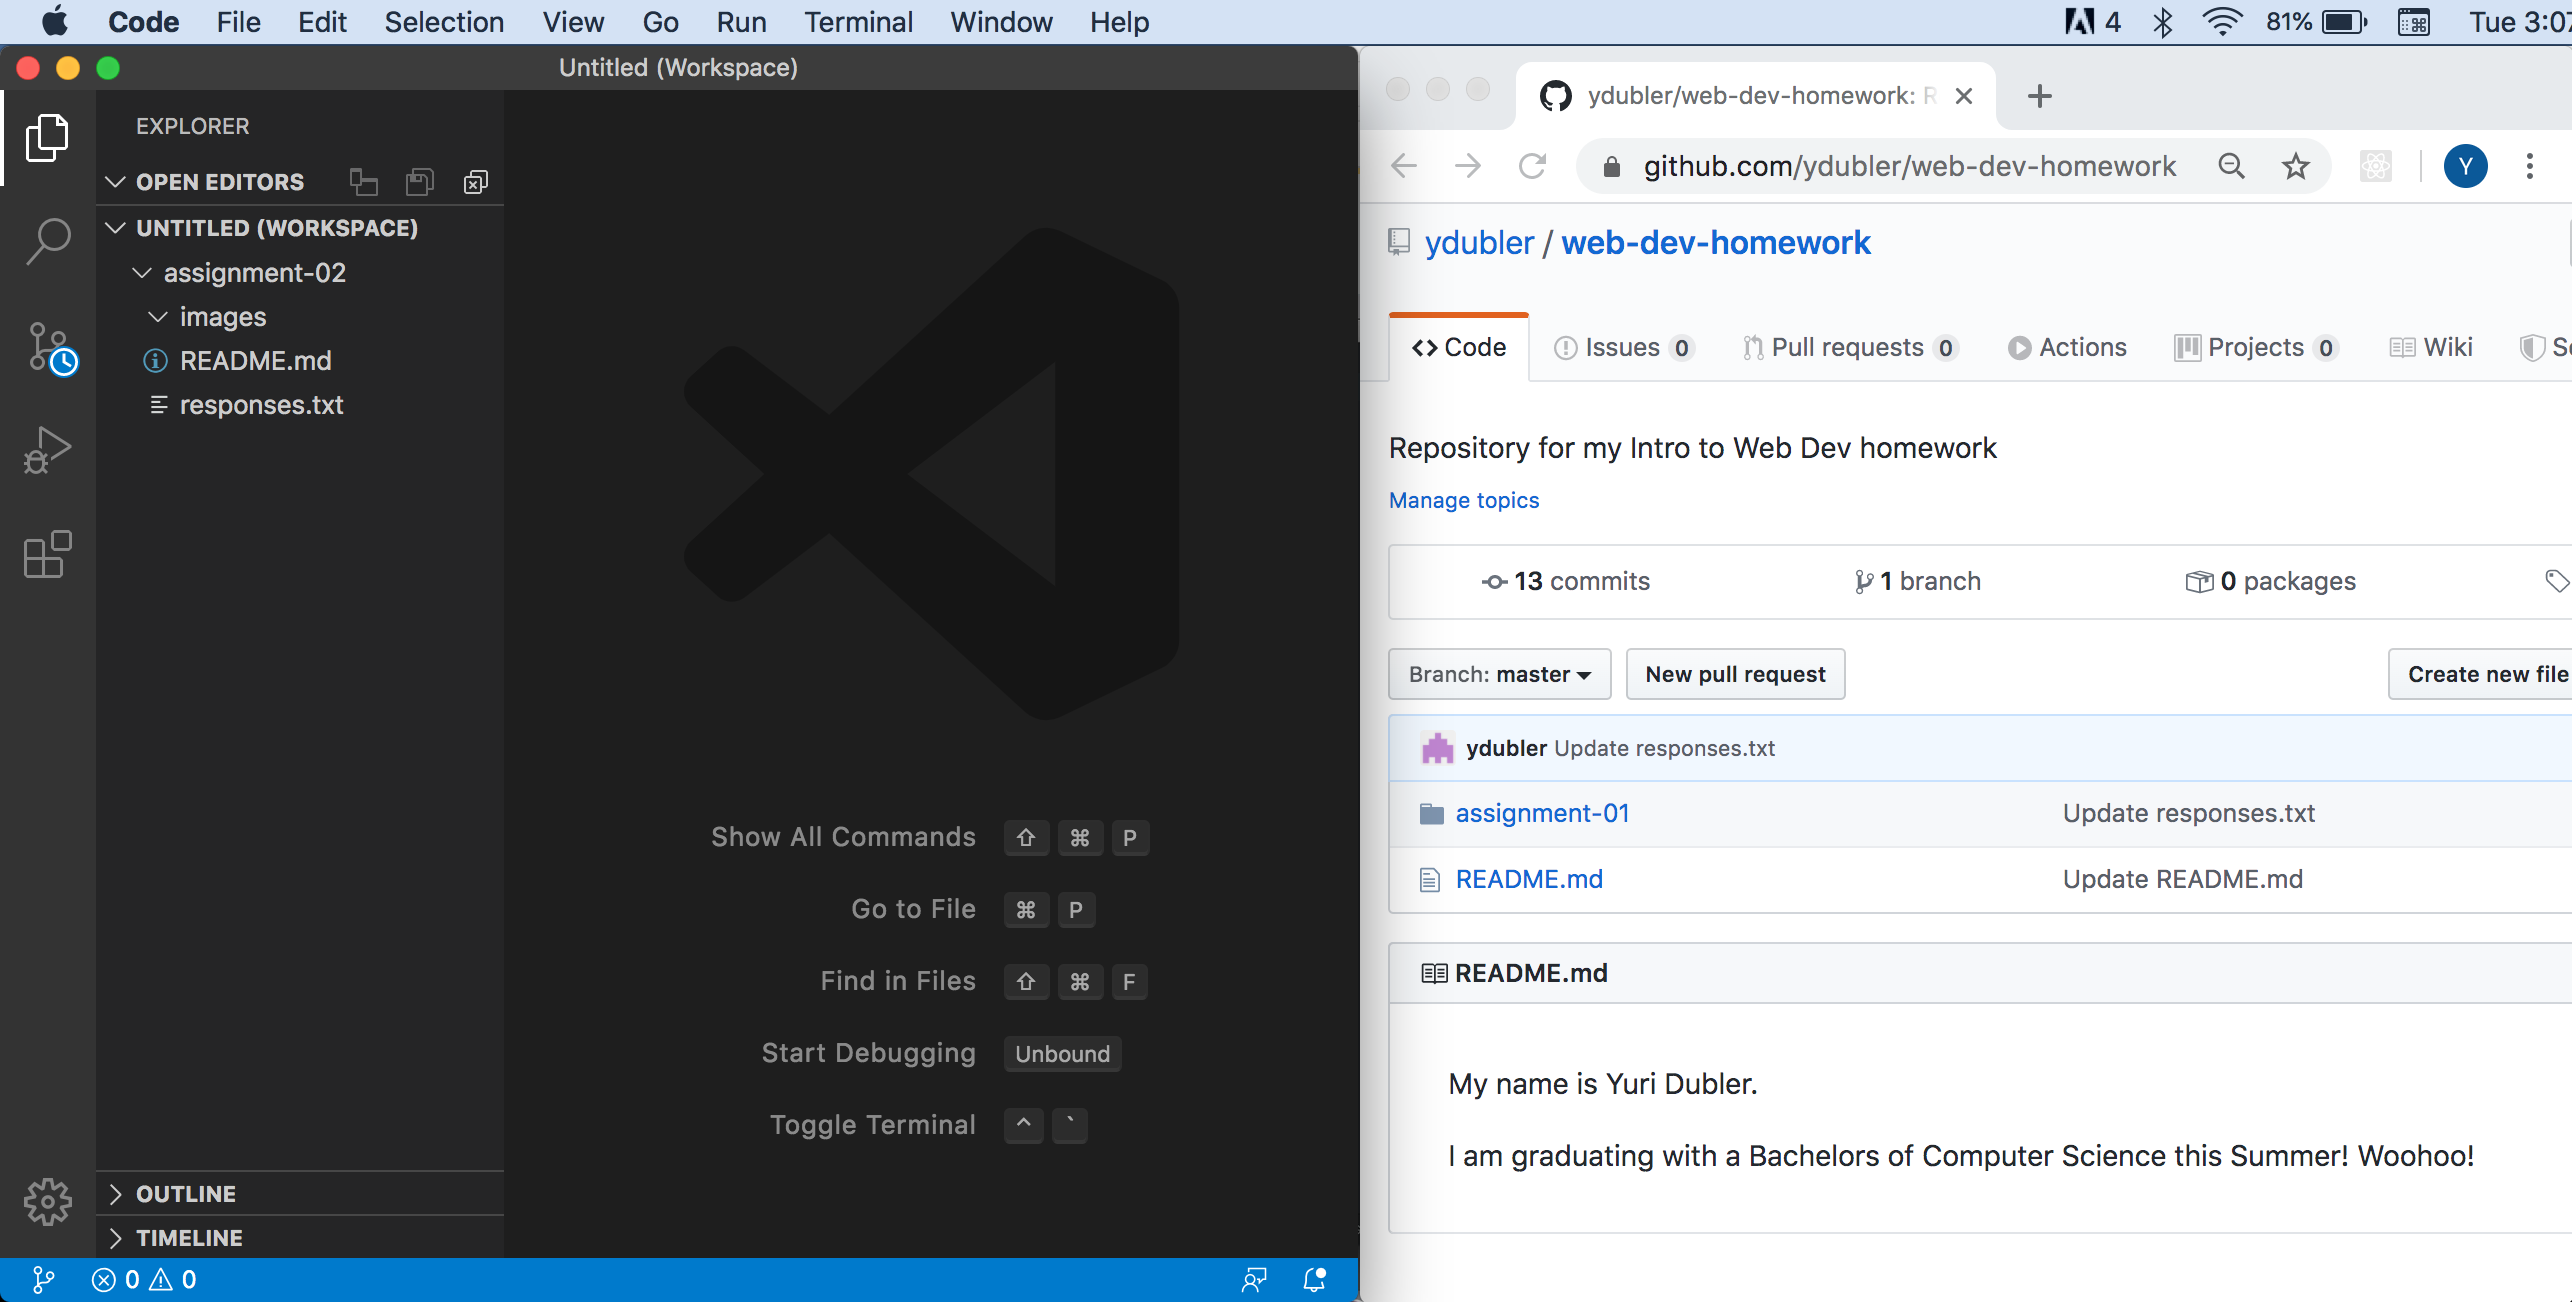 Code File Edit Selection View Go Run Terminal Window Help 4 81% Tue 3:07
Untitled (Workspace)
EXPLORER
OPEN EDITORS
UNTITLED (WORKSPACE)
assignment-02
images
README.md
responses.txt
Show All Commands ⇧ ⌘ P
Go to File ⌘ P
Find in Files ⇧ ⌘ F
Start Debugging Unbound
Toggle Terminal ^ `
OUTLINE
TIMELINE
0 0
ydubler/web-dev-homework: R
github.com/ydubler/web-dev-homework Y
ydubler / web-dev-homework
Code Issues 0 Pull requests 0 Actions Projects 0 Wiki
Repository for my Intro to Web Dev homework
Manage topics
13 commits 1 branch 0 packages
Branch: master New pull request Create new file
ydubler Update responses.txt
assignment-01 Update responses.txt
README.md Update README.md
README.md
My name is Yuri Dubler.
I am graduating with a Bachelors of Computer Science this Summer! Woohoo!